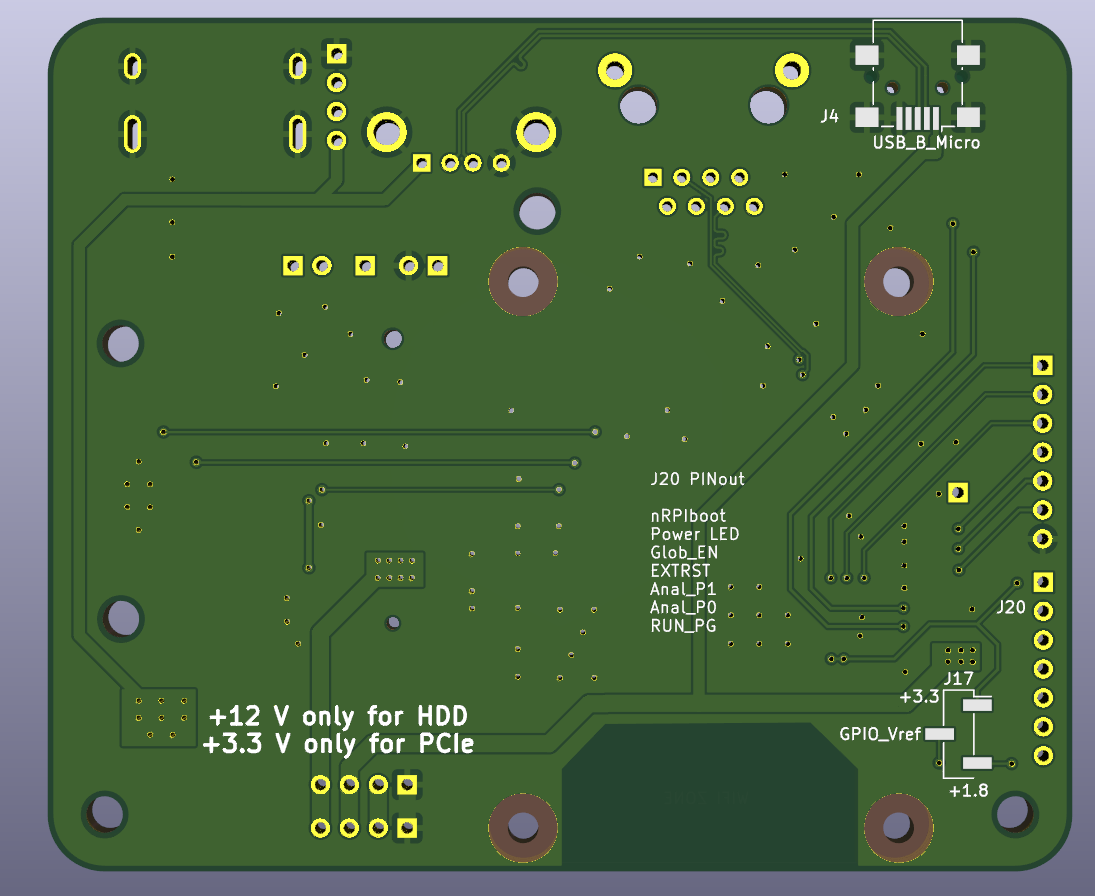 J4
USB_B_Micro
J20 PINout
nRPIboot
Power LED
Glob_EN
EXTRST
Anal_P1
Anal_P0
RUN_PG
J20
J17
+3.3
GPIO_Vref
+1.8
+12 V only for HDD
+3.3 V only for PCIe